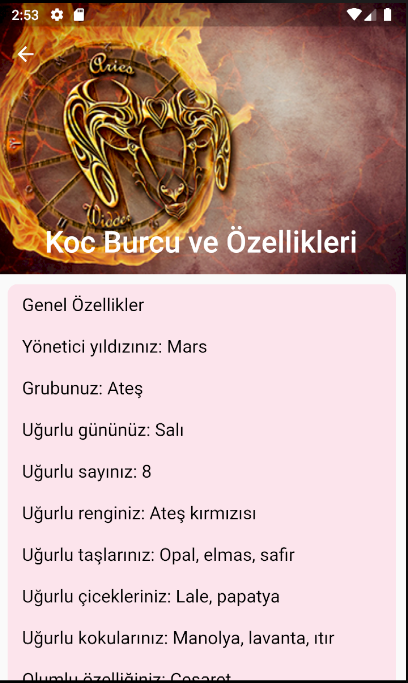 2:53
Aries
Widder
Koc Burcu ve Özellikleri
Genel Özellikler
Yönetici yıldızınız: Mars
Grubunuz: Ateş
Uğurlu gününüz: Salı
Uğurlu sayınız: 8
Uğurlu renginiz: Ateş kırmızısı
Uğurlu taşlarınız: Opal, elmas, safir
Uğurlu çicekleriniz: Lale, papatya
Uğurlu kokularınız: Manolya, lavanta, ıtır
Olumlu özelliğiniz: Cesaret